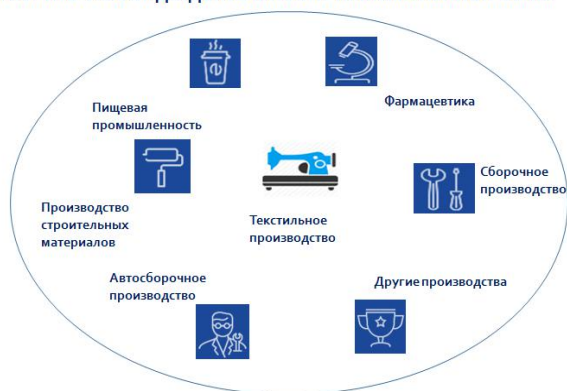 Пищевая
промышленность
Фармацевтика
Производство
строительных
материалов
Текстильное
производство
Сборочное
производство
Автосборочное
производство
Другие производства